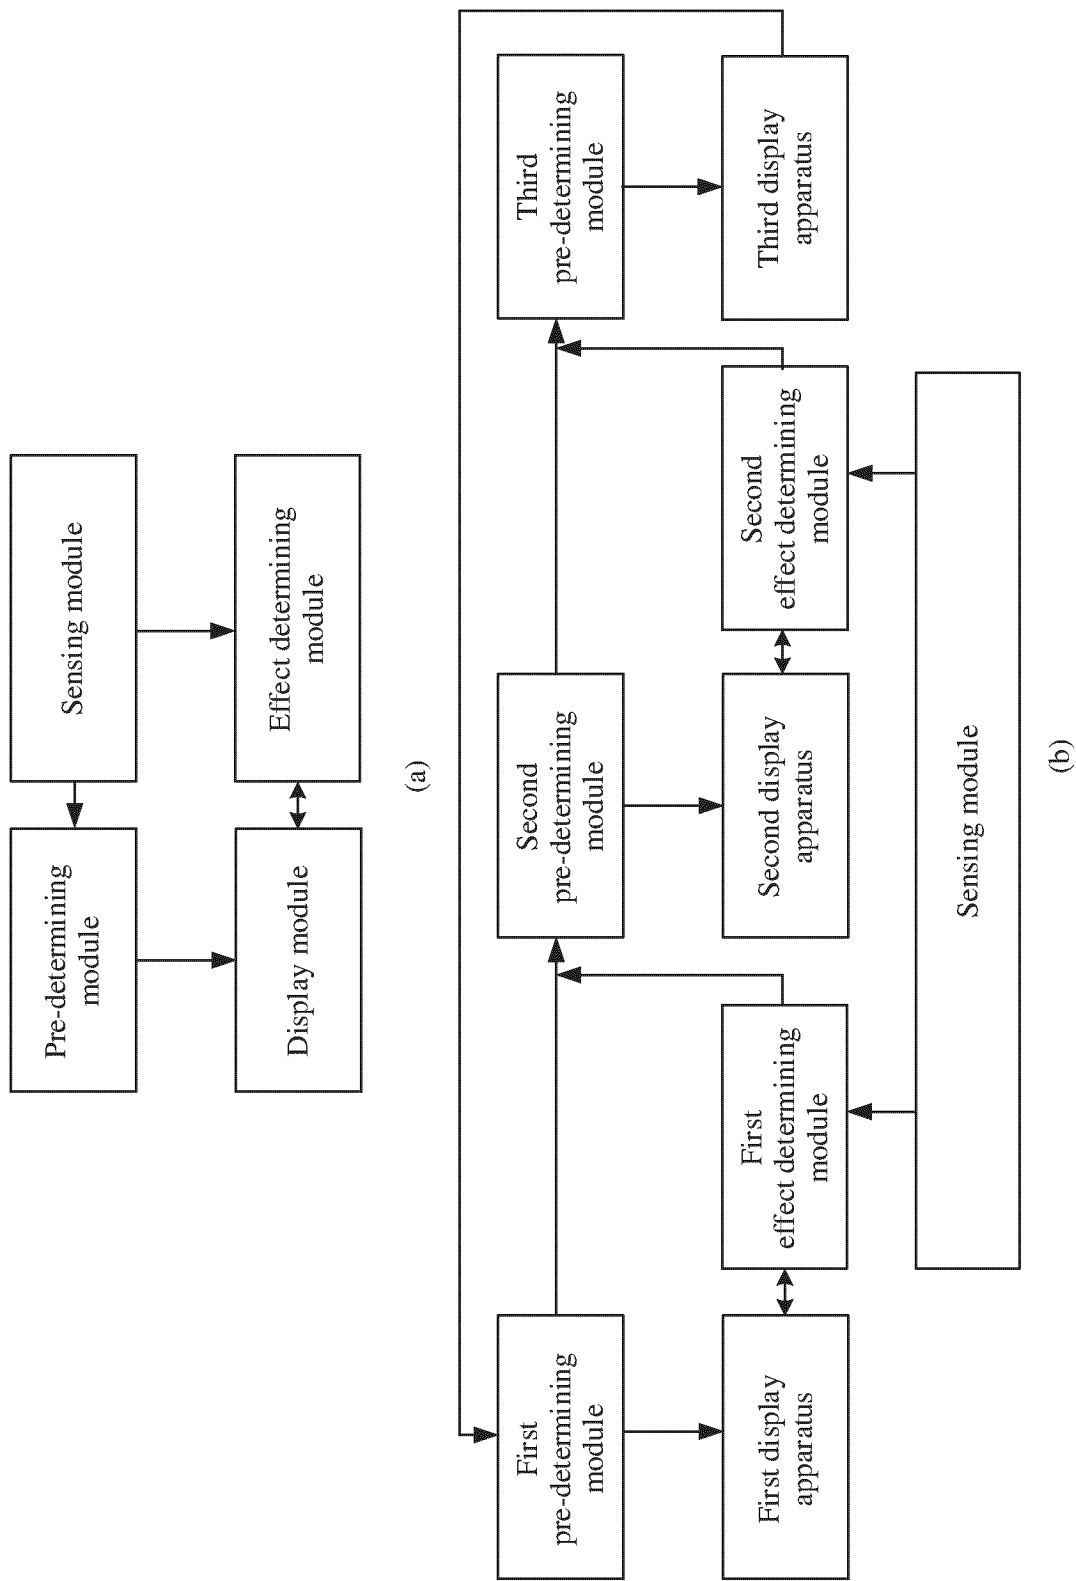 Pre-determining
module
Sensing module
Display module
Effect determining
module
(a)
First
pre-determining
module
Second
pre-determining
module
Third
pre-determining
module
First display
apparatus
First
effect determining
module
Second display
apparatus
Second
effect determining
module
Third display
apparatus
Sensing module
(b)